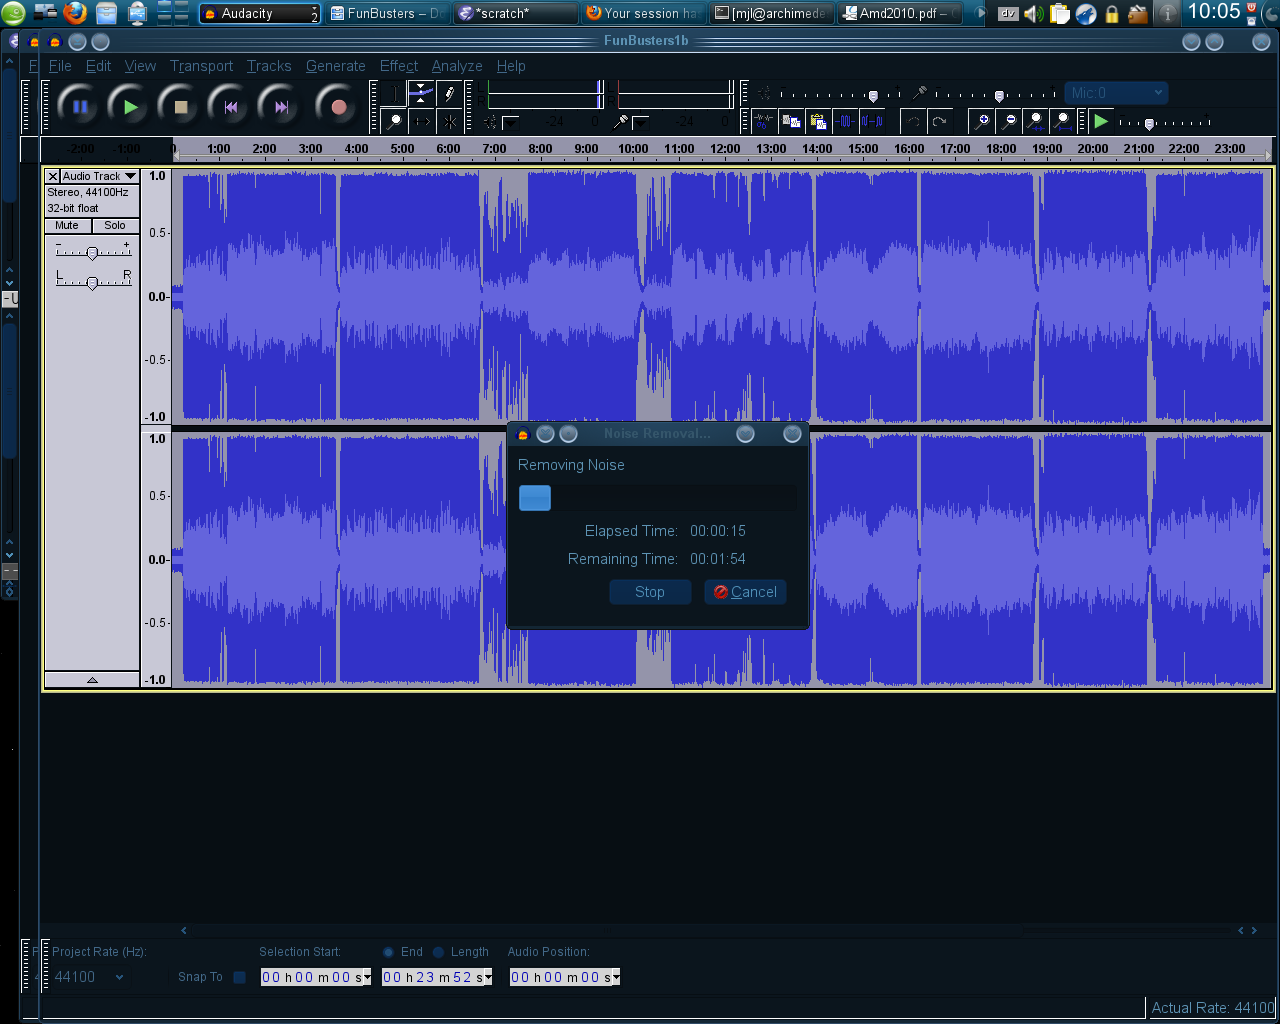 Audacity 2
FunBusters – Do
*scratch*
Your session ha
[mjl@archimede
Amd2010.pdf –
dv
10:05
FunBusters1b
File Edit View Transport Tracks Generate Effect Analyze Help
L
R
-24 0
L
R
-24 0
Mic:0
-2:00 -1:00 0 1:00 2:00 3:00 4:00 5:00 6:00 7:00 8:00 9:00 10:00 11:00 12:00 13:00 14:00 15:00 16:00 17:00 18:00 19:00 20:00 21:00 22:00 23:00
Audio Track
Stereo, 44100Hz
32-bit float
Mute Solo
- +
L R
1.0
0.5-
0.0-
-0.5-
-1.0
1.0
0.5-
0.0-
-0.5-
-1.0
Noise Removal...
Removing Noise
Elapsed Time: 00:00:15
Remaining Time: 00:01:54
Stop Cancel
Project Rate (Hz): Selection Start: End Length Audio Position:
44100 Snap To 00 h 00 m 00 s 00 h 23 m 52 s 00 h 00 m 00 s
Actual Rate: 44100